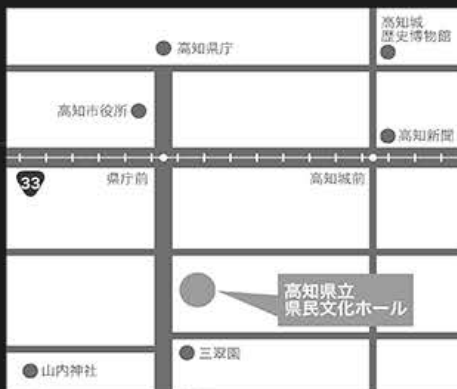 高知城
歴史博物館
高知県庁
高知市役所
高知新聞
33
県庁前
高知城前
高知県立
県民文化ホール
三翠園
山内神社